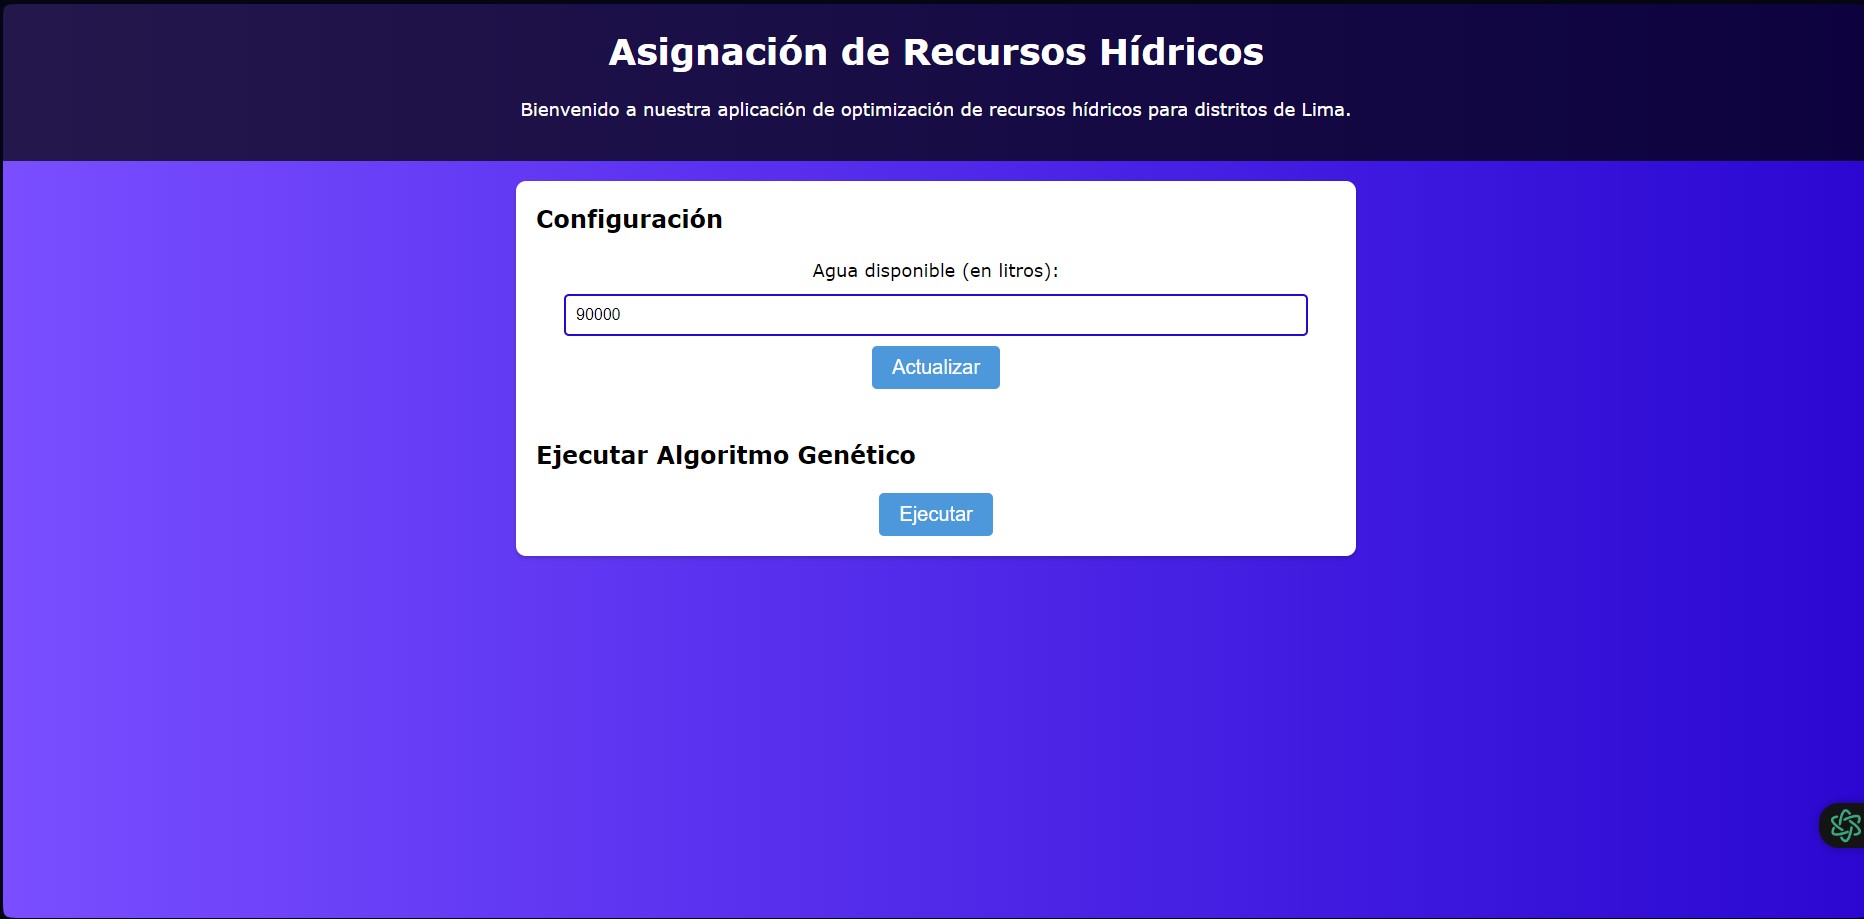 Asignación de Recursos Hídricos
Bienvenido a nuestra aplicación de optimización de recursos hídricos para distritos de Lima.
Configuración
Agua disponible (en litros):
90000
Actualizar
Ejecutar Algoritmo Genético
Ejecutar